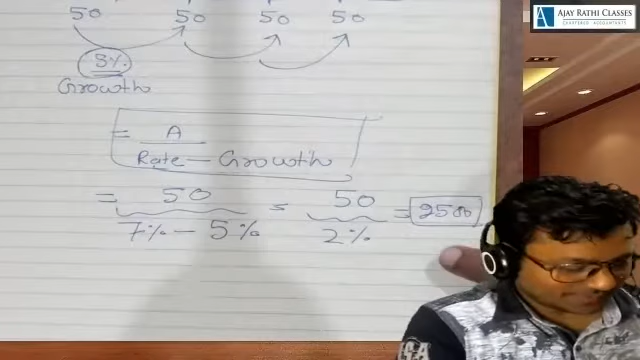 AJAY RATHI CLASSES
CHARTERED ACCOUNTANTS
50 50 50 50
5%
Growth
= A
Rate — Growth
= 50 = 50 = 2500
7% - 5% 2%